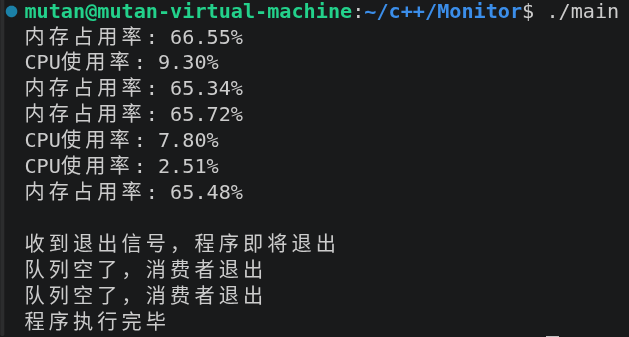 mutan@mutan-virtual-machine:~/c++/Monitor$ ./main
内存占用率: 66.55%
CPU使用率: 9.30%
内存占用率: 65.34%
内存占用率: 65.72%
CPU使用率: 7.80%
CPU使用率: 2.51%
内存占用率: 65.48%
收到退出信号，程序即将退出
队列空了，消费者退出
队列空了，消费者退出
程序执行完毕